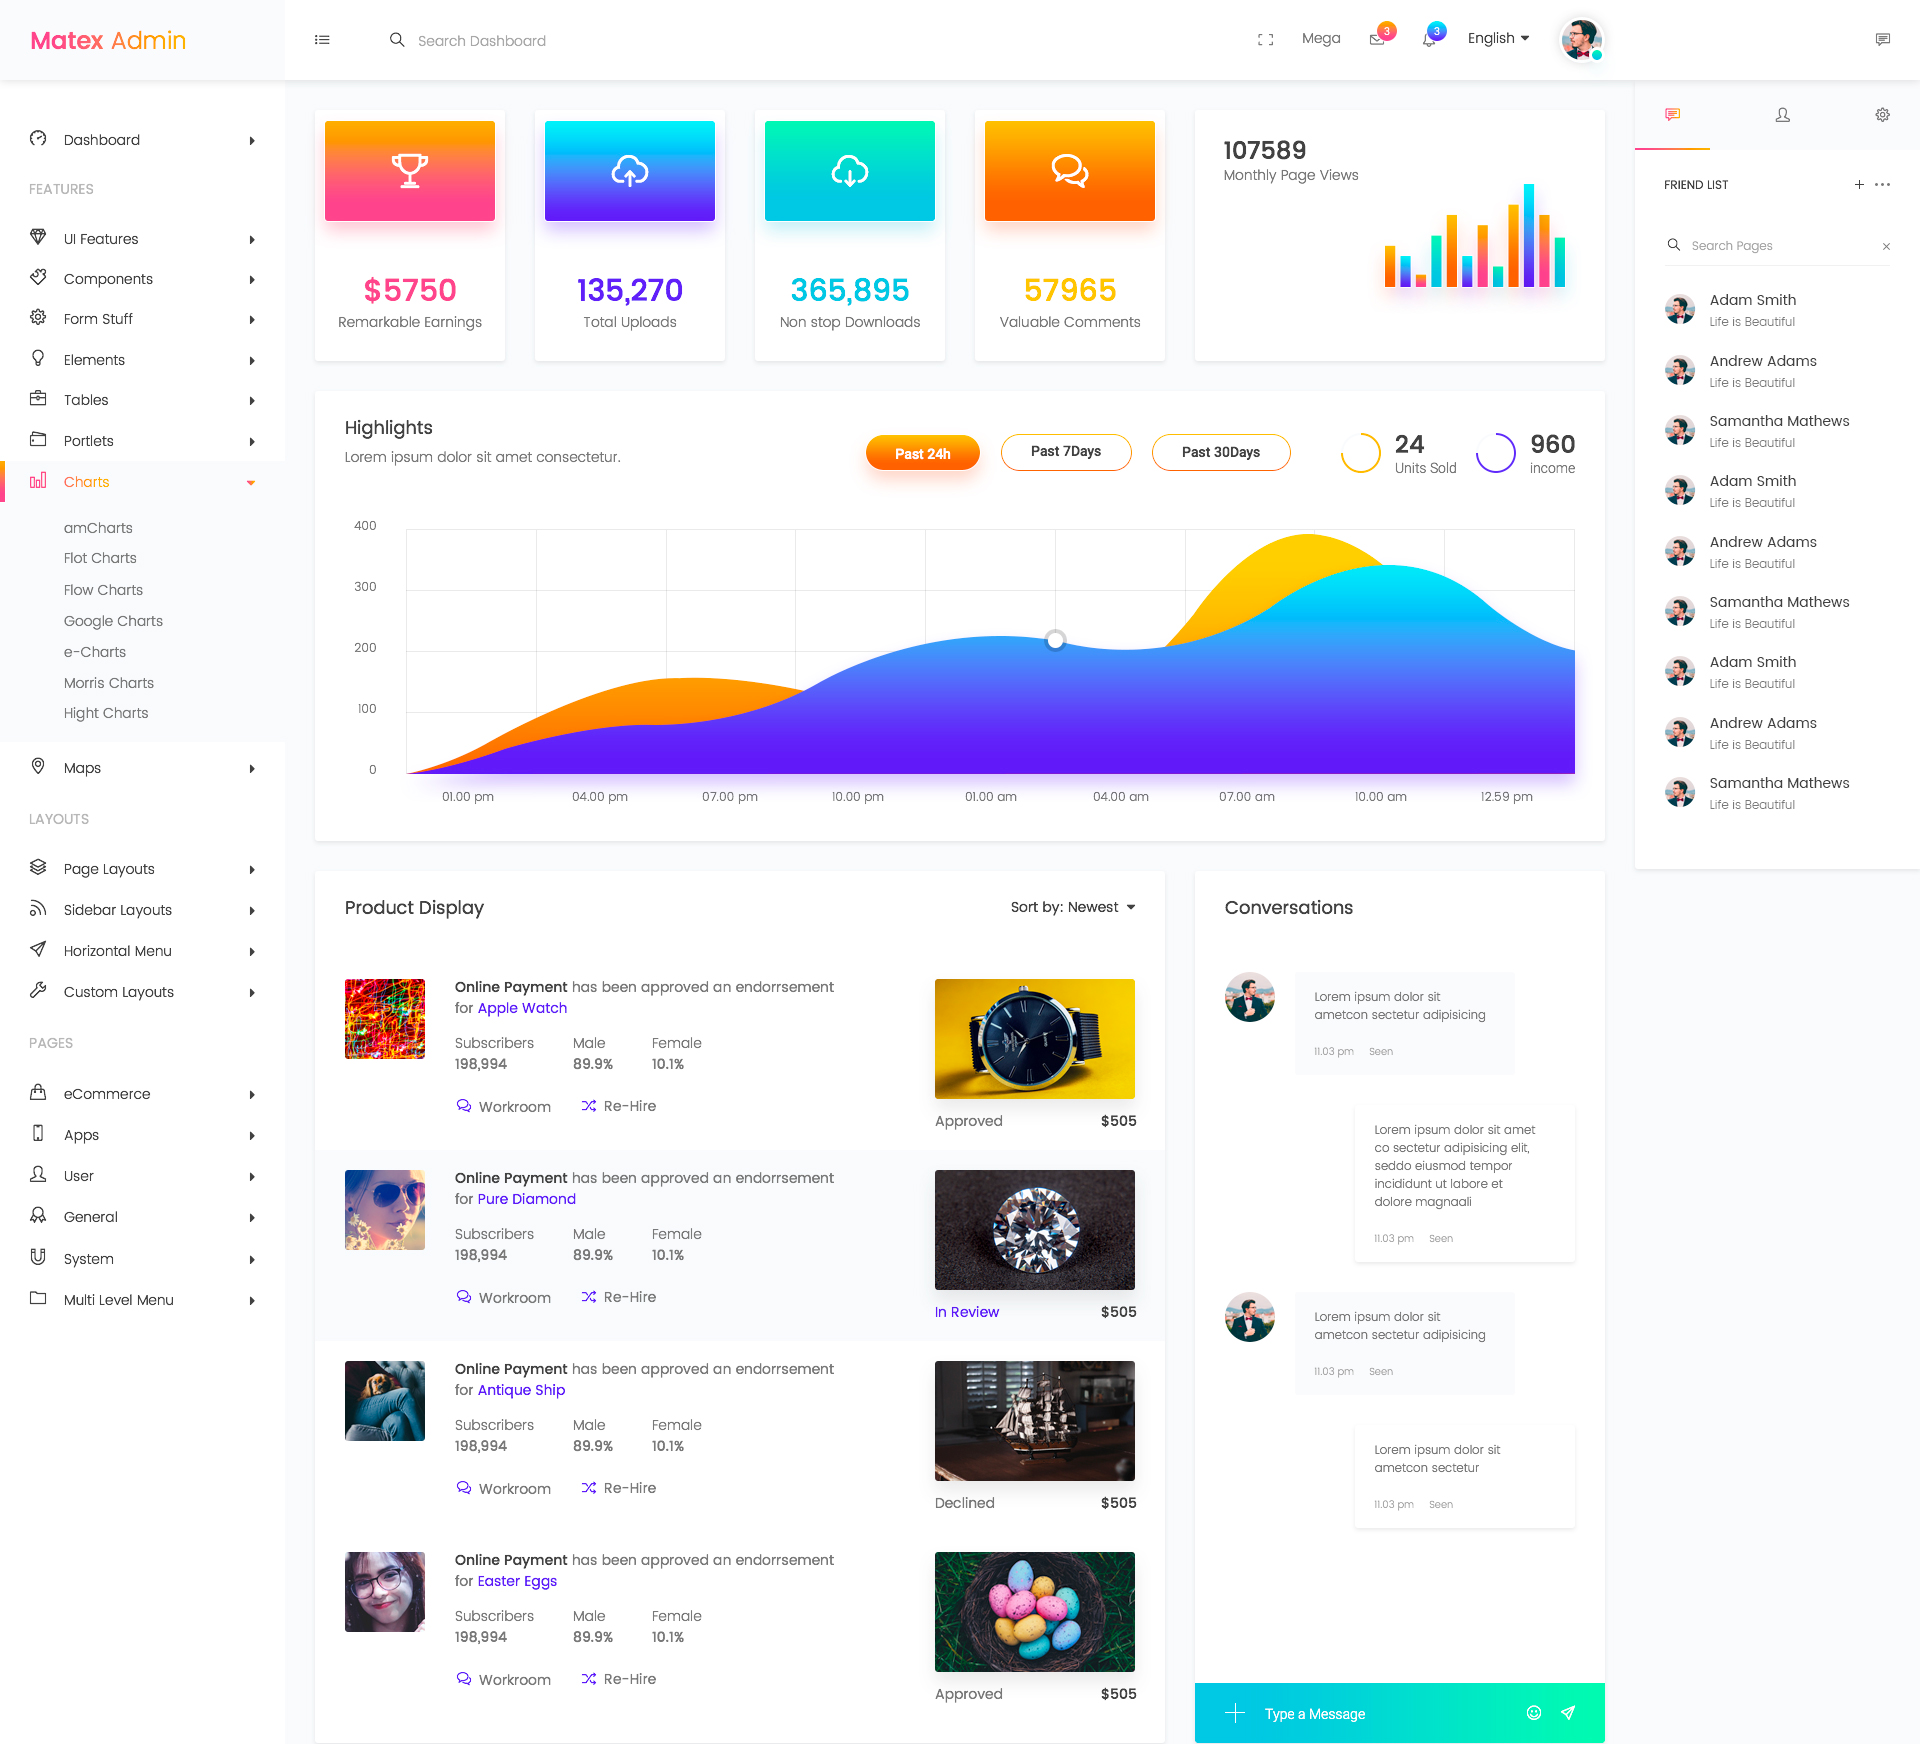 Matex Admin
Search Dashboard
Mega
3
3
English
Dashboard
FEATURES
UI Features
Components
Form Stuff
Elements
Tables
Portlets
Charts
amCharts
Flot Charts
Flow Charts
Google Charts
e-Charts
Morris Charts
Hight Charts
Maps
LAYOUTS
Page Layouts
Sidebar Layouts
Horizontal Menu
Custom Layouts
PAGES
eCommerce
Apps
User
General
System
Multi Level Menu
$5750
Remarkable Earnings
135,270
Total Uploads
365,895
Non stop Downloads
57965
Valuable Comments
107589
Monthly Page Views
Highlights
Lorem ipsum dolor sit amet consectetur.
Past 24h
Past 7Days
Past 30Days
24
Units Sold
960
income
400
300
200
100
0
01.00 pm
04.00 pm
07.00 pm
10.00 pm
01.00 am
04.00 am
07.00 am
10.00 am
12.59 pm
Product Display
Sort by: Newest
Online Payment has been approved an endorrsement
for Apple Watch
Subscribers Male Female
198,994 89.9% 10.1%
Workroom Re-Hire
Approved $505
Online Payment has been approved an endorrsement
for Pure Diamond
Subscribers Male Female
198,994 89.9% 10.1%
Workroom Re-Hire
In Review $505
Online Payment has been approved an endorrsement
for Antique Ship
Subscribers Male Female
198,994 89.9% 10.1%
Workroom Re-Hire
Declined $505
Online Payment has been approved an endorrsement
for Easter Eggs
Subscribers Male Female
198,994 89.9% 10.1%
Workroom Re-Hire
Approved $505
Conversations
Lorem ipsum dolor sit
ametcon sectetur adipisicing
11.03 pm Seen
Lorem ipsum dolor sit amet
co sectetur adipisicing elit,
seddo eiusmod tempor
incididunt ut labore et
dolore magnaali
11.03 pm Seen
Lorem ipsum dolor sit
ametcon sectetur adipisicing
11.03 pm Seen
Lorem ipsum dolor sit
ametcon sectetur
11.03 pm Seen
Type a Message
FRIEND LIST
Search Pages
Adam Smith
Life is Beautiful
Andrew Adams
Life is Beautiful
Samantha Mathews
Life is Beautiful
Adam Smith
Life is Beautiful
Andrew Adams
Life is Beautiful
Samantha Mathews
Life is Beautiful
Adam Smith
Life is Beautiful
Andrew Adams
Life is Beautiful
Samantha Mathews
Life is Beautiful